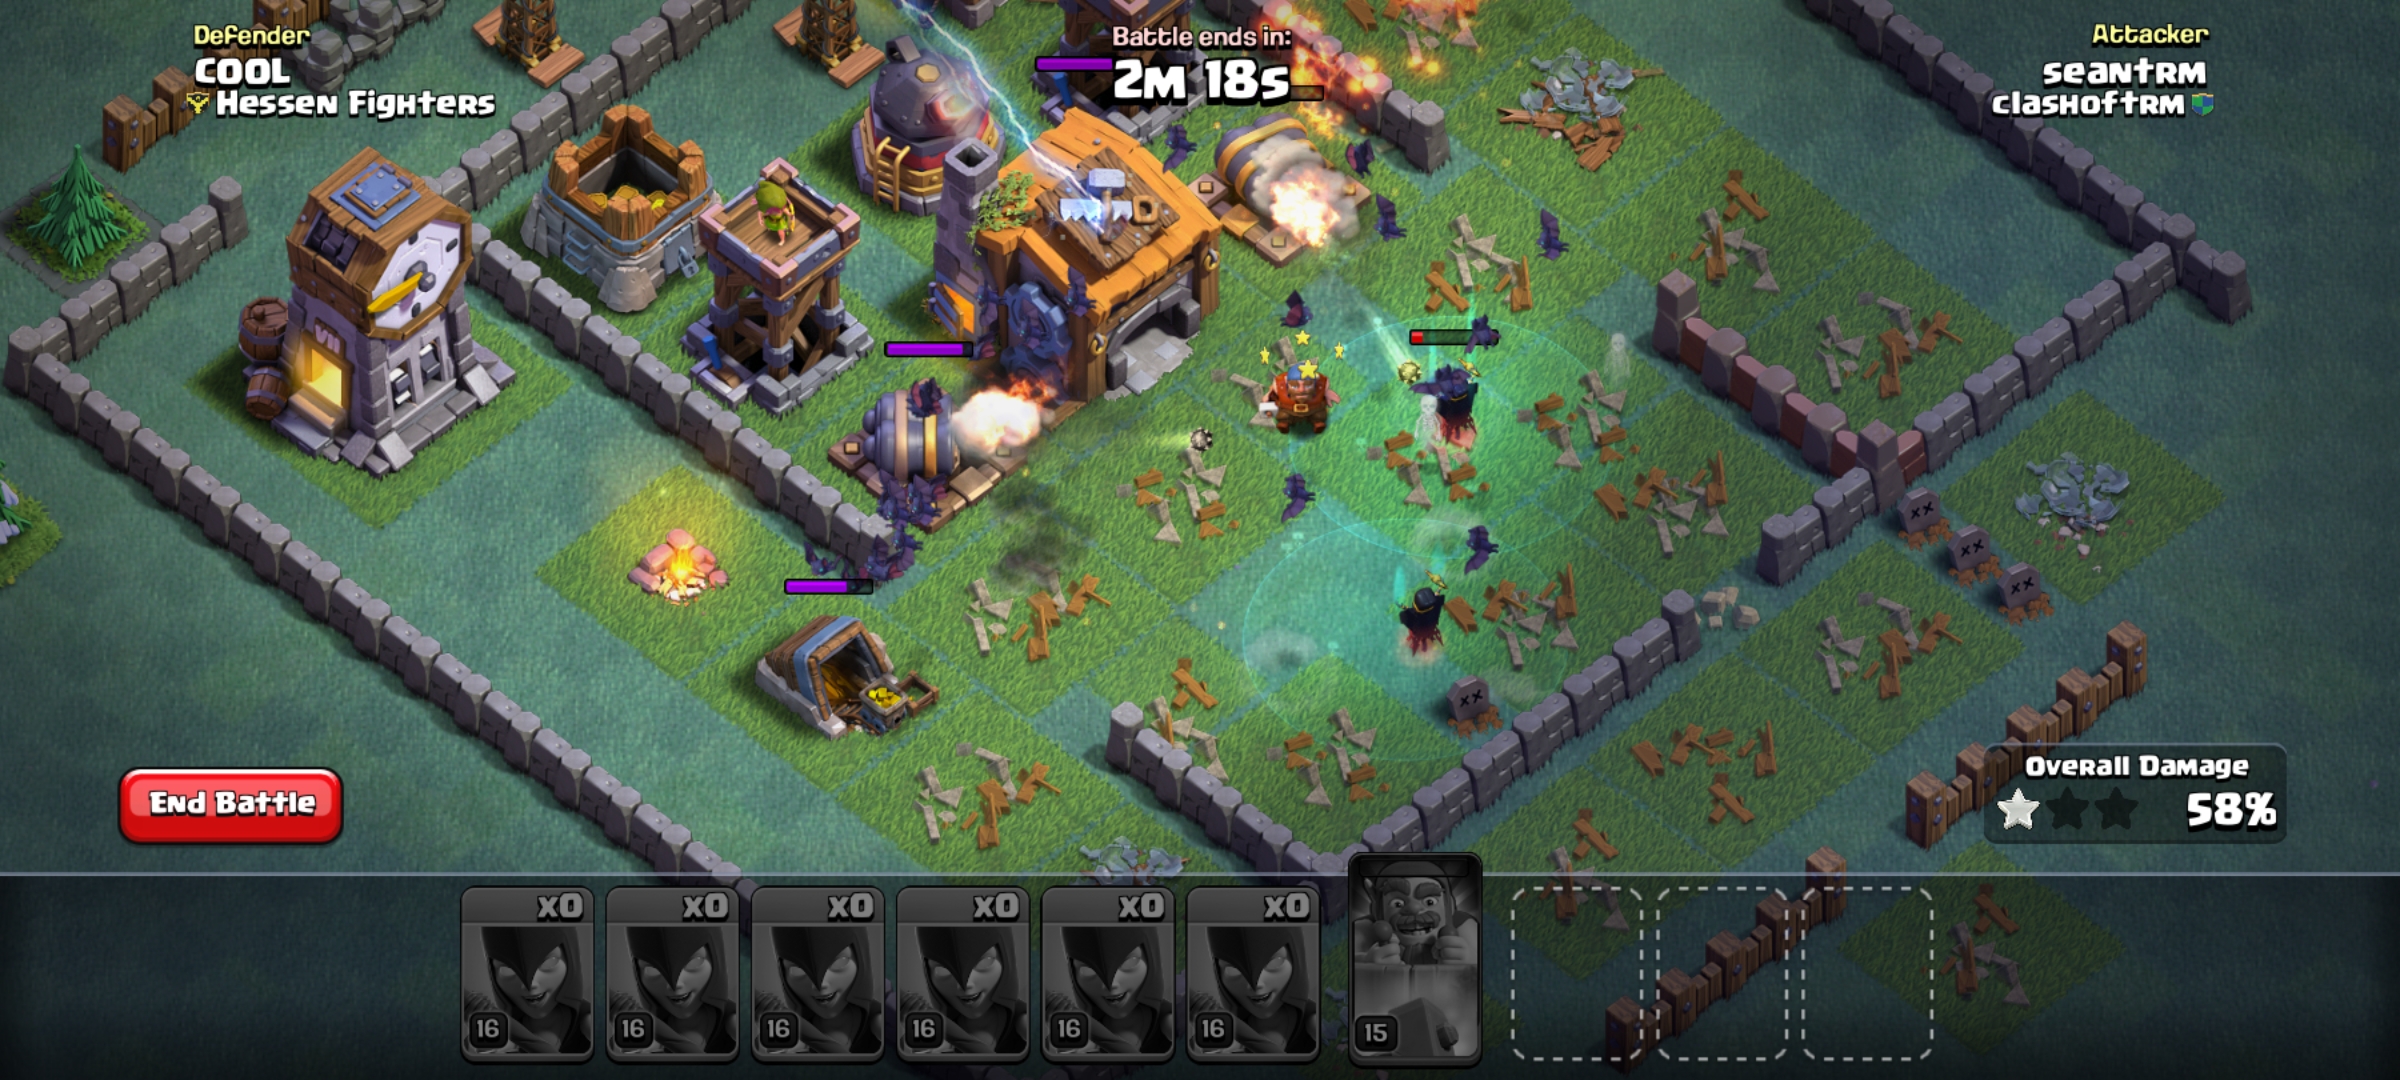 Defender
COOL
Hessen Fighters
Battle ends in:
2M 18s
Attacker
seantRM
clashoftRM
VII
End Battle
Overall Damage
58%
x0
x0
x0
x0
x0
x0
16
16
16
16
16
16
15